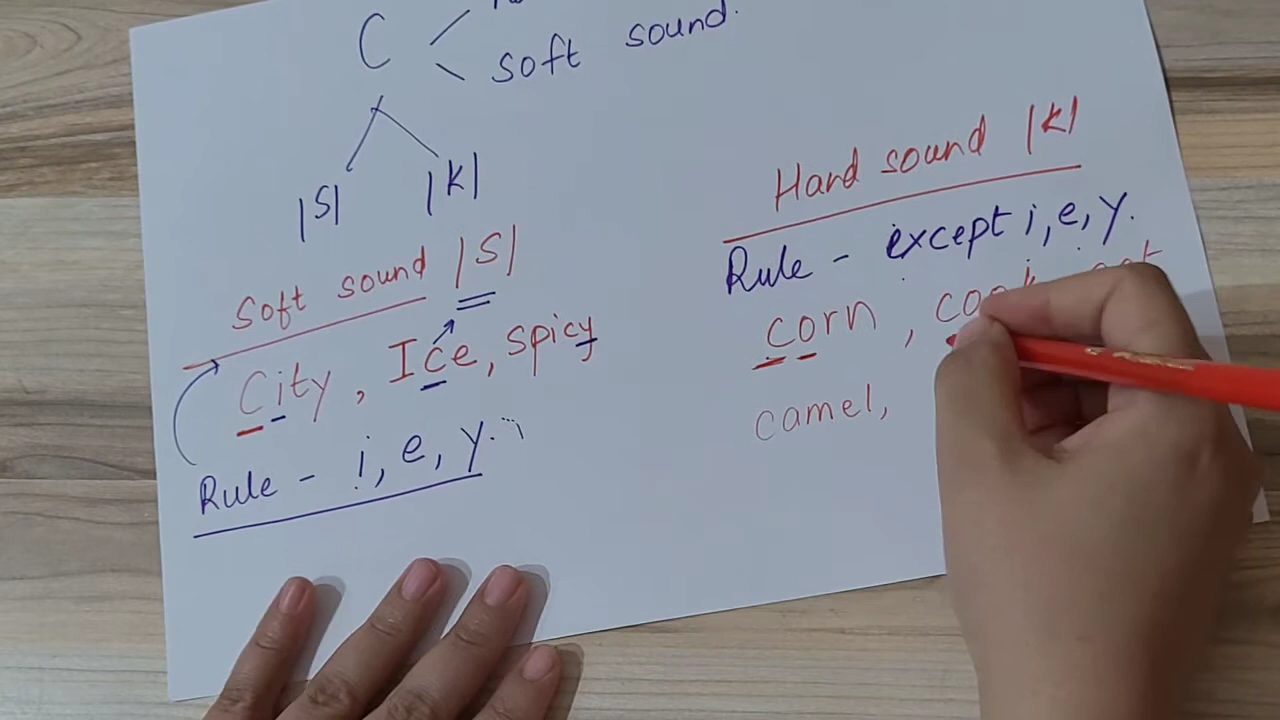 C
soft sound.
|S| |K|
Soft sound |S|
City, Ice, spicy
Rule - i, e, y.
Hard sound |K|
Rule - except i, e, y.
corn,
camel,